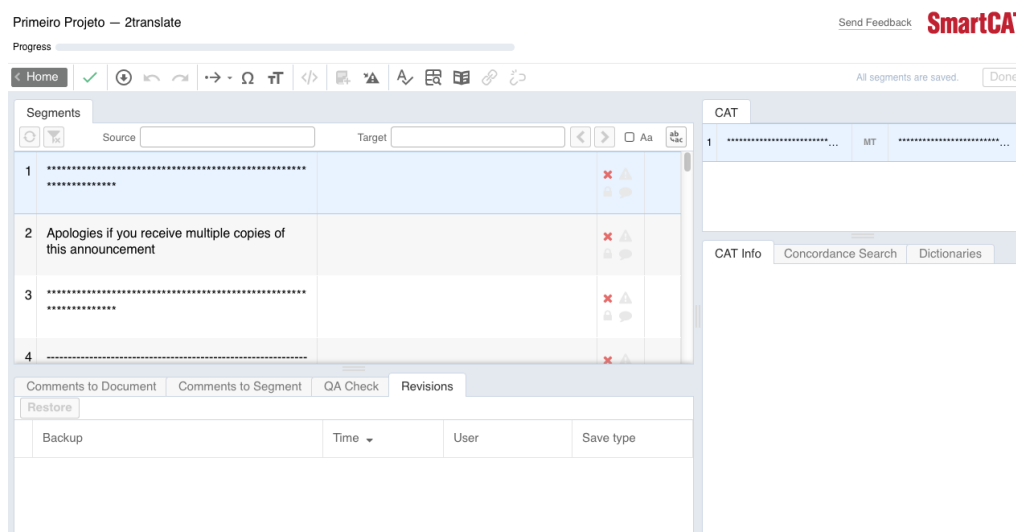 Primeiro Projeto — 2translate
Send Feedback
SmartCAT
Progress
Home
All segments are saved.
Done
Segments
CAT
Source
Target
Aa
ab
ac
1 ****************************************************
**************
1 **************************... MT **************************...
2 Apologies if you receive multiple copies of
this announcement
3 ****************************************************
**************
4 --------------------------------------------------------------
CAT Info Concordance Search Dictionaries
Comments to Document Comments to Segment QA Check Revisions
Restore
Backup Time User Save type